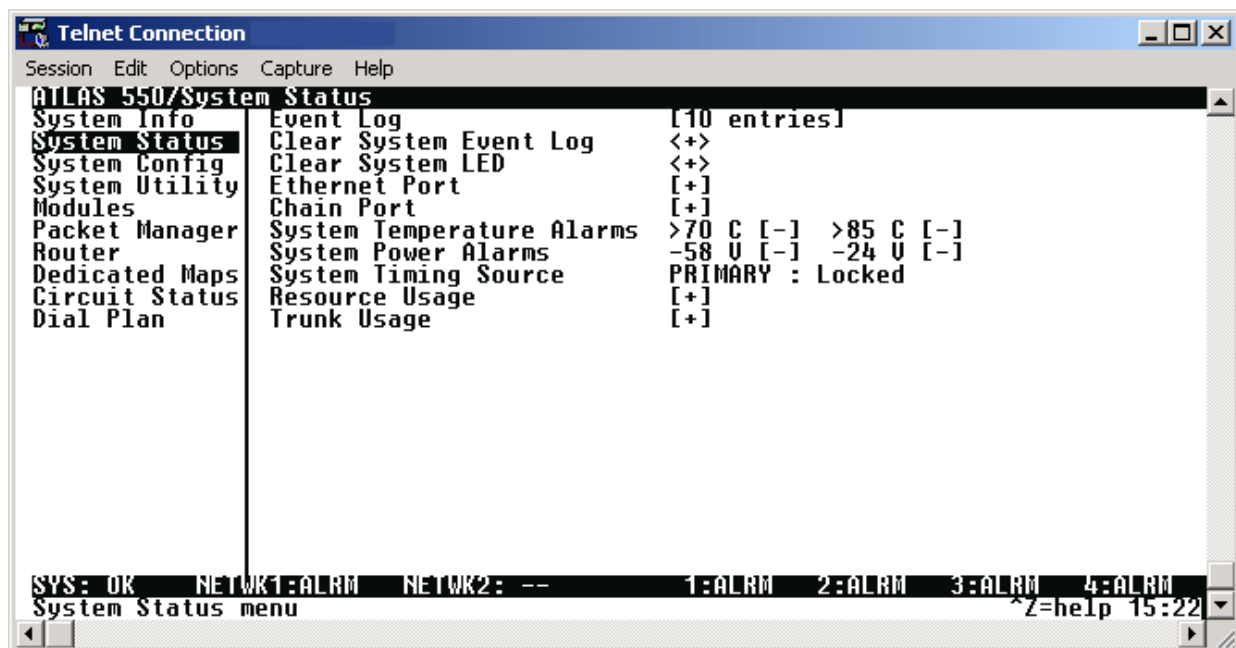 Telnet Connection
Session Edit Options Capture Help
ATLAS 550/System Status
System Info Event Log [10 entries]
System Status Clear System Event Log <+>
System Config Clear System LED <+>
System Utility Ethernet Port [+]
Modules Chain Port [+]
Packet Manager System Temperature Alarms >70 C [-] >85 C [-]
Router System Power Alarms -58 V [-] -24 V [-]
Dedicated Maps System Timing Source PRIMARY : Locked
Circuit Status Resource Usage [+]
Dial Plan Trunk Usage [+]
SYS: OK NETWK1:ALRM NETWK2: -- 1:ALRM 2:ALRM 3:ALRM 4:ALRM
System Status menu ^Z=help 15:22